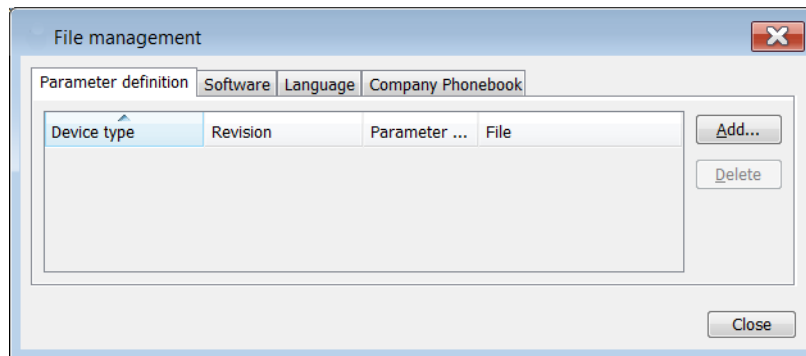 File management
Parameter definition Software Language Company Phonebook
Device type Revision Parameter ... File
Add...
Delete
Close